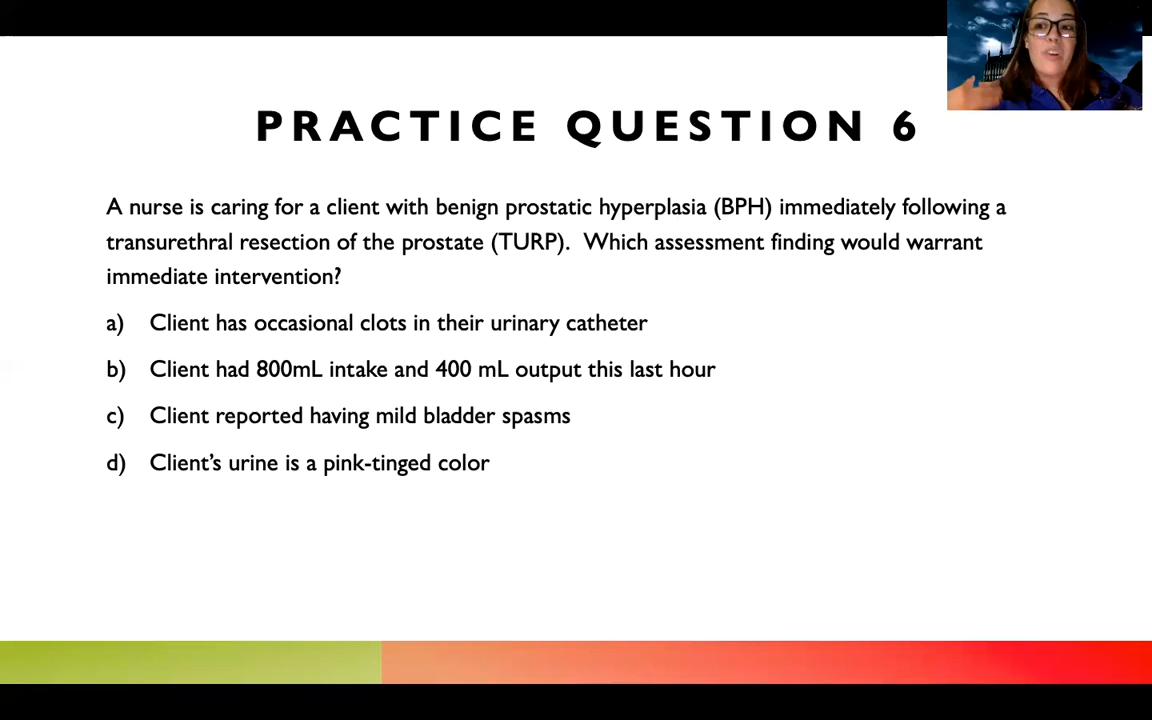 PRACTICE QUESTION 6
A nurse is caring for a client with benign prostatic hyperplasia (BPH) immediately following a
transurethral resection of the prostate (TURP).  Which assessment finding would warrant
immediate intervention?
a) Client has occasional clots in their urinary catheter
b) Client had 800mL intake and 400 mL output this last hour
c) Client reported having mild bladder spasms
d) Client’s urine is a pink-tinged color